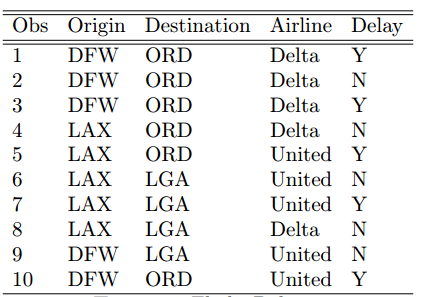 Obs Origin Destination Airline Delay
1 DFW ORD Delta Y
2 DFW ORD Delta N
3 DFW ORD Delta Y
4 LAX ORD Delta N
5 LAX ORD United Y
6 LAX LGA United N
7 LAX LGA United Y
8 LAX LGA Delta N
9 DFW LGA United N
10 DFW ORD United Y